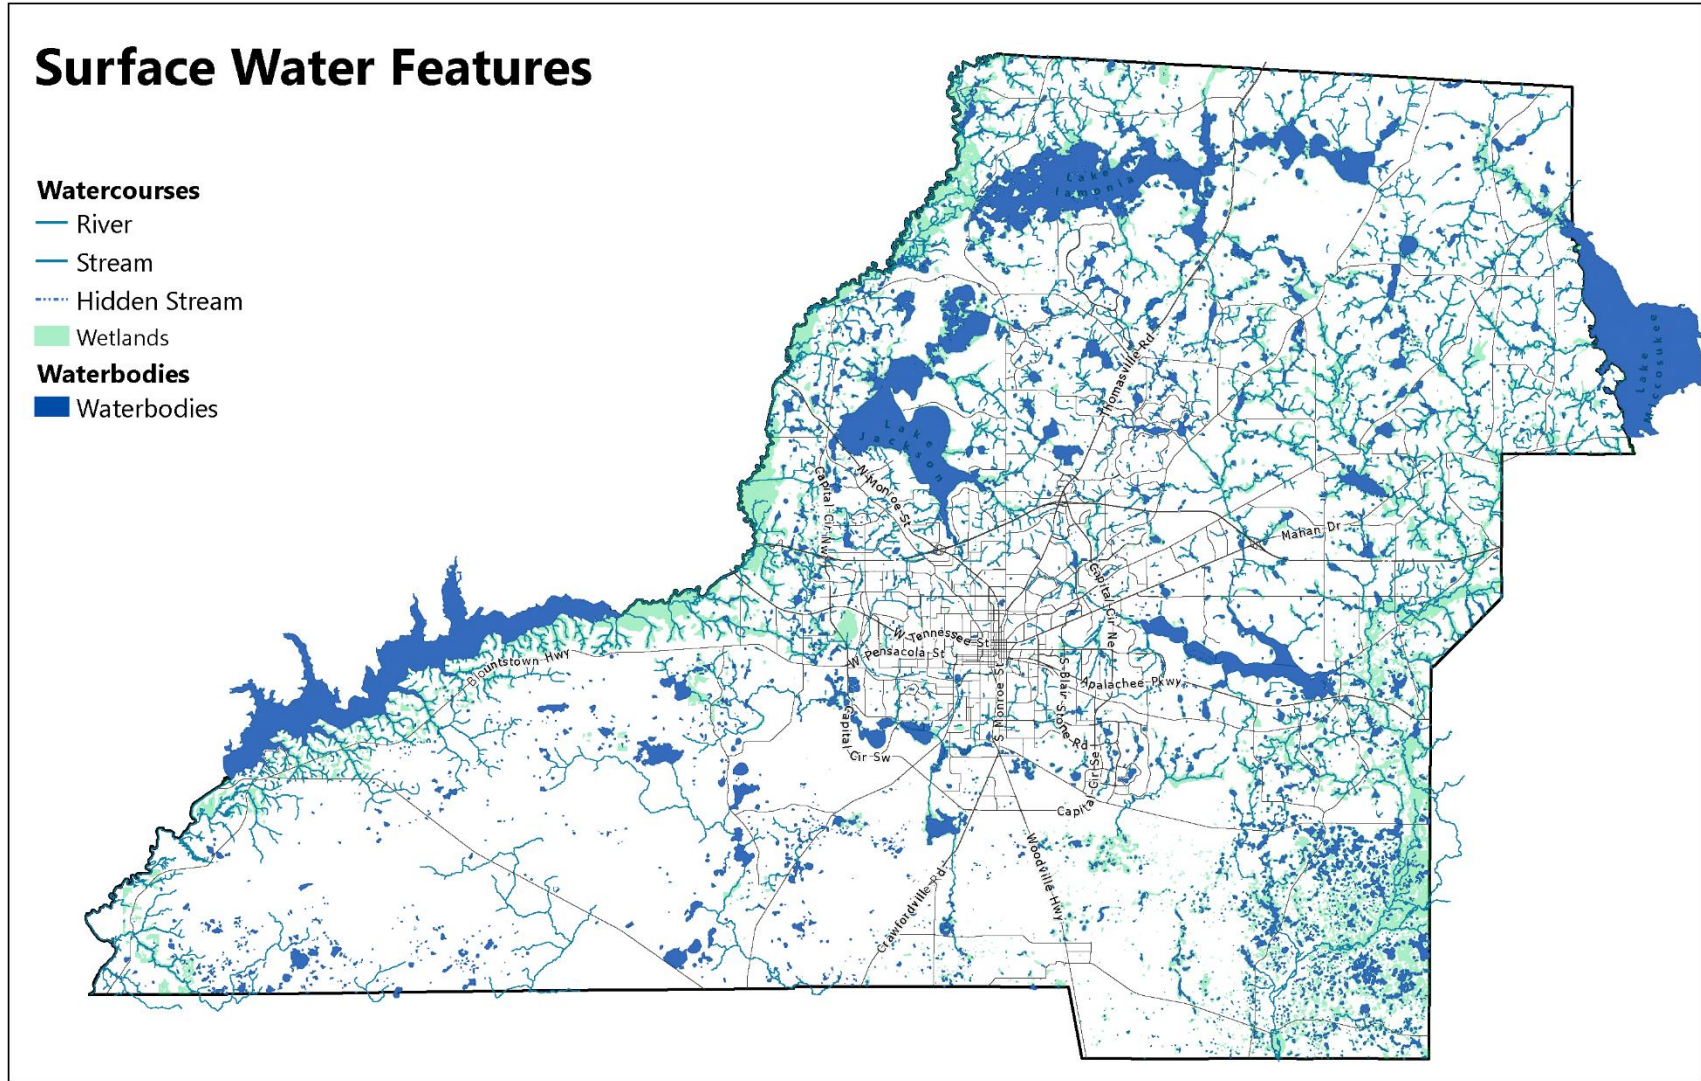 Surface Water Features
Watercourses
River
Stream
Hidden Stream
Wetlands
Waterbodies
Waterbodies
Lake
Iamonia
Lake
Miccosukee
Thomasville Rd
Lake
Jackson
N Monroe St
Capital Cir Nw
Mahan Dr
Capital Cir Ne
W Tennessee St
W Pensacola St
Blountstown Hwy
Apalachee Pkwy
S Monroe St
S Blair Stone Rd
Capital
Cir Sw
Capital Cir Se
Woodville Hwy
Crawfordville Rd